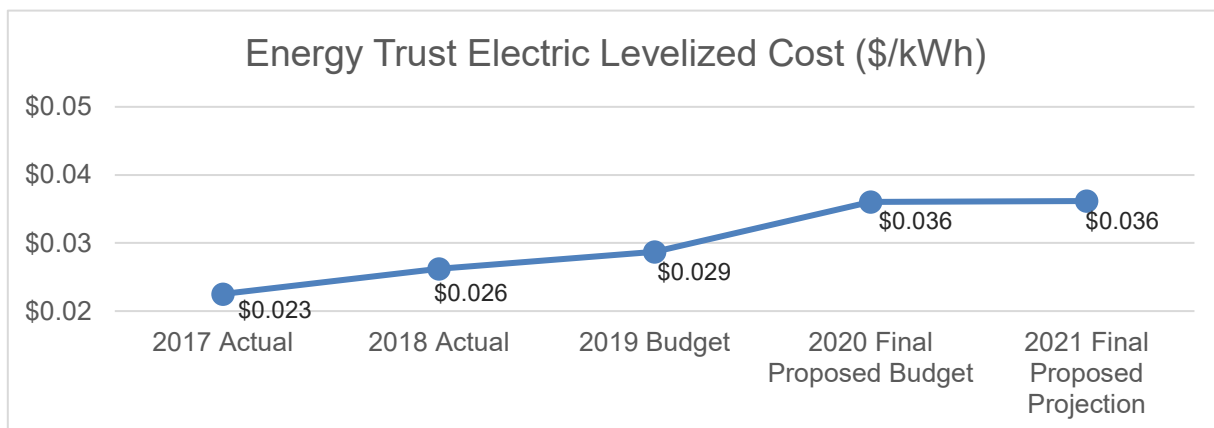 Energy Trust Electric Levelized Cost ($/kWh)
$0.05
$0.04
$0.03
$0.02
$0.023
$0.026
$0.029
$0.036
$0.036
2017 Actual
2018 Actual
2019 Budget
2020 Final
Proposed Budget
2021 Final
Proposed
Projection